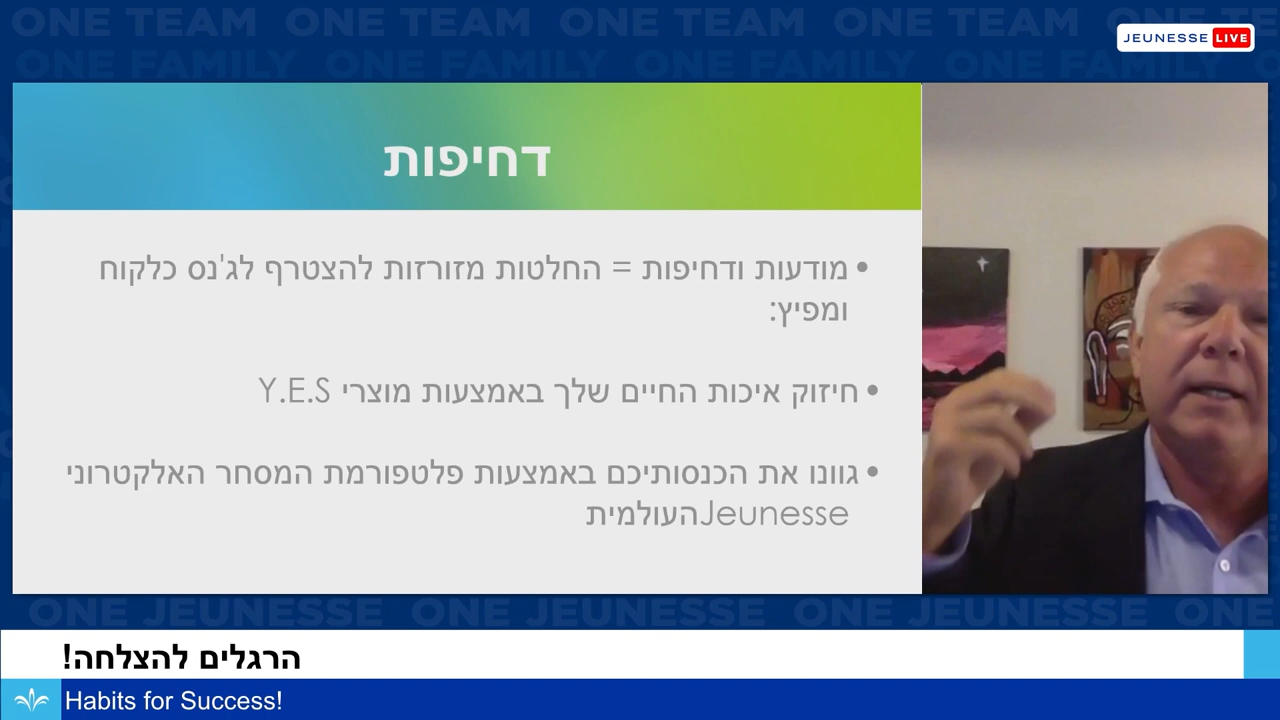 ONE TEAM ONE TEAM ONE TEAM ONE TEAM ONE TE
ONE FAMILY ONE FAMILY ONE FAMILY ONE FAMILY
JEUNESSE LIVE
דחיפות
• מודעות ודחיפות = החלטות מזורזות להצטרף לג'נס כלקוח
ומפיץ:
• חיזוק איכות החיים שלך באמצעות מוצרי Y.E.S
• גוונו את הכנסותיכם באמצעות פלטפורמת המסחר האלקטרוני
Jeunesseהעולמית
ONE JEUNESSE ONE JEUNESSE ONE JEUNESSE ONE
הרגלים להצלחה!
Habits for Success!